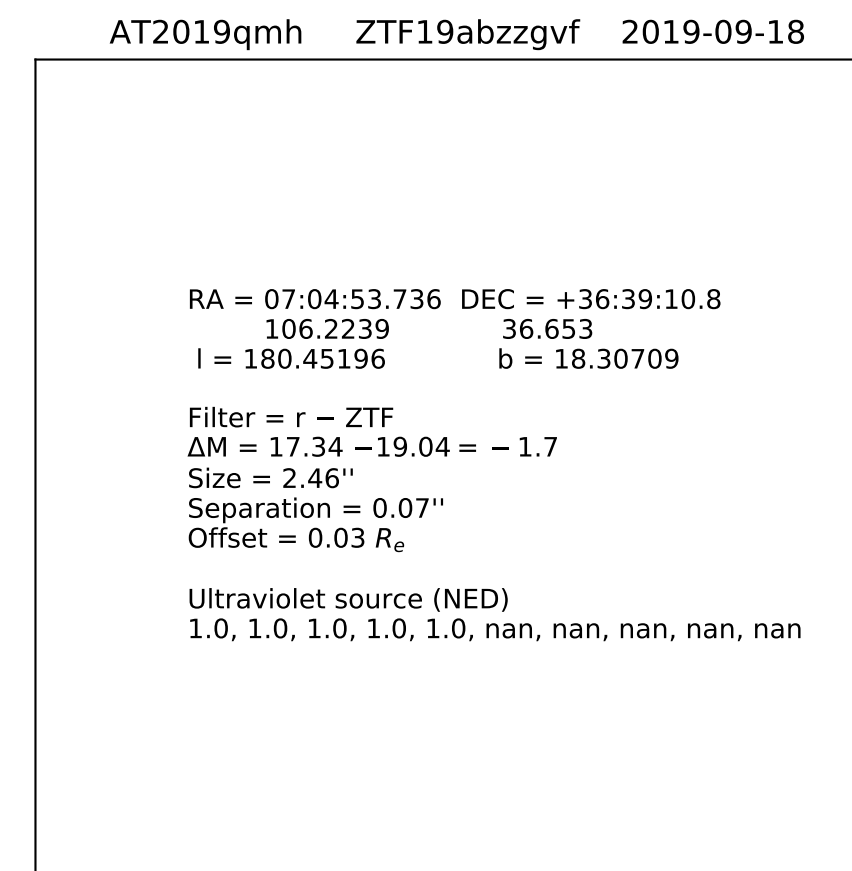 AT2019qmh ZTF19abzzgvf 2019-09-18
RA = 07:04:53.736 DEC = +36:39:10.8
106.2239 36.653
l = 180.45196 b = 18.30709
Filter = r − ZTF
ΔM = 17.34 −19.04 = − 1.7
Size = 2.46''
Separation = 0.07''
Offset = 0.03 Rₑ
Ultraviolet source (NED)
1.0, 1.0, 1.0, 1.0, 1.0, nan, nan, nan, nan, nan